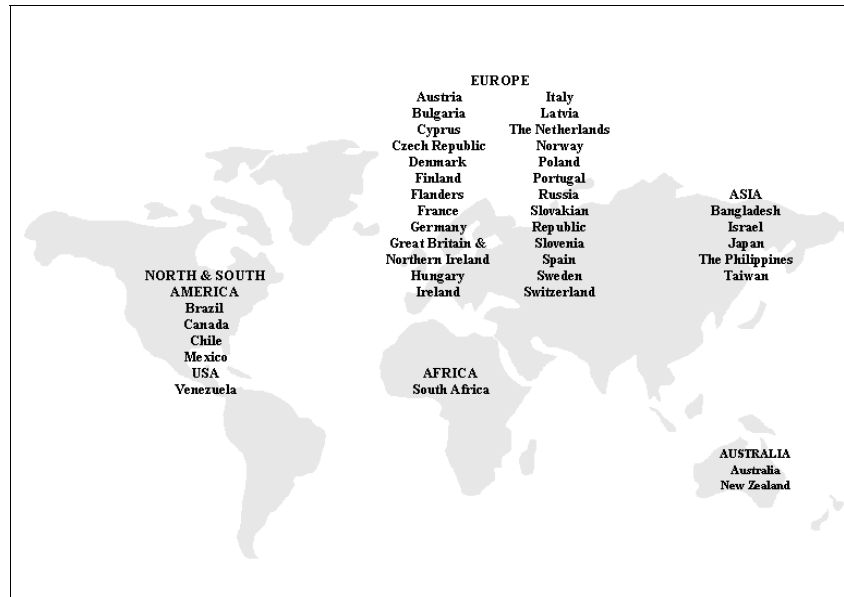 EUROPE
Austria
Bulgaria
Cyprus
Czech Republic
Denmark
Finland
Flanders
France
Germany
Great Britain &
Northern Ireland
Hungary
Ireland
Italy
Latvia
The Netherlands
Norway
Poland
Portugal
Russia
Slovakian
Republic
Slovenia
Spain
Sweden
Switzerland
ASIA
Bangladesh
Israel
Japan
The Philippines
Taiwan
NORTH & SOUTH
AMERICA
Brazil
Canada
Chile
Mexico
USA
Venezuela
AFRICA
South Africa
AUSTRALIA
Australia
New Zealand